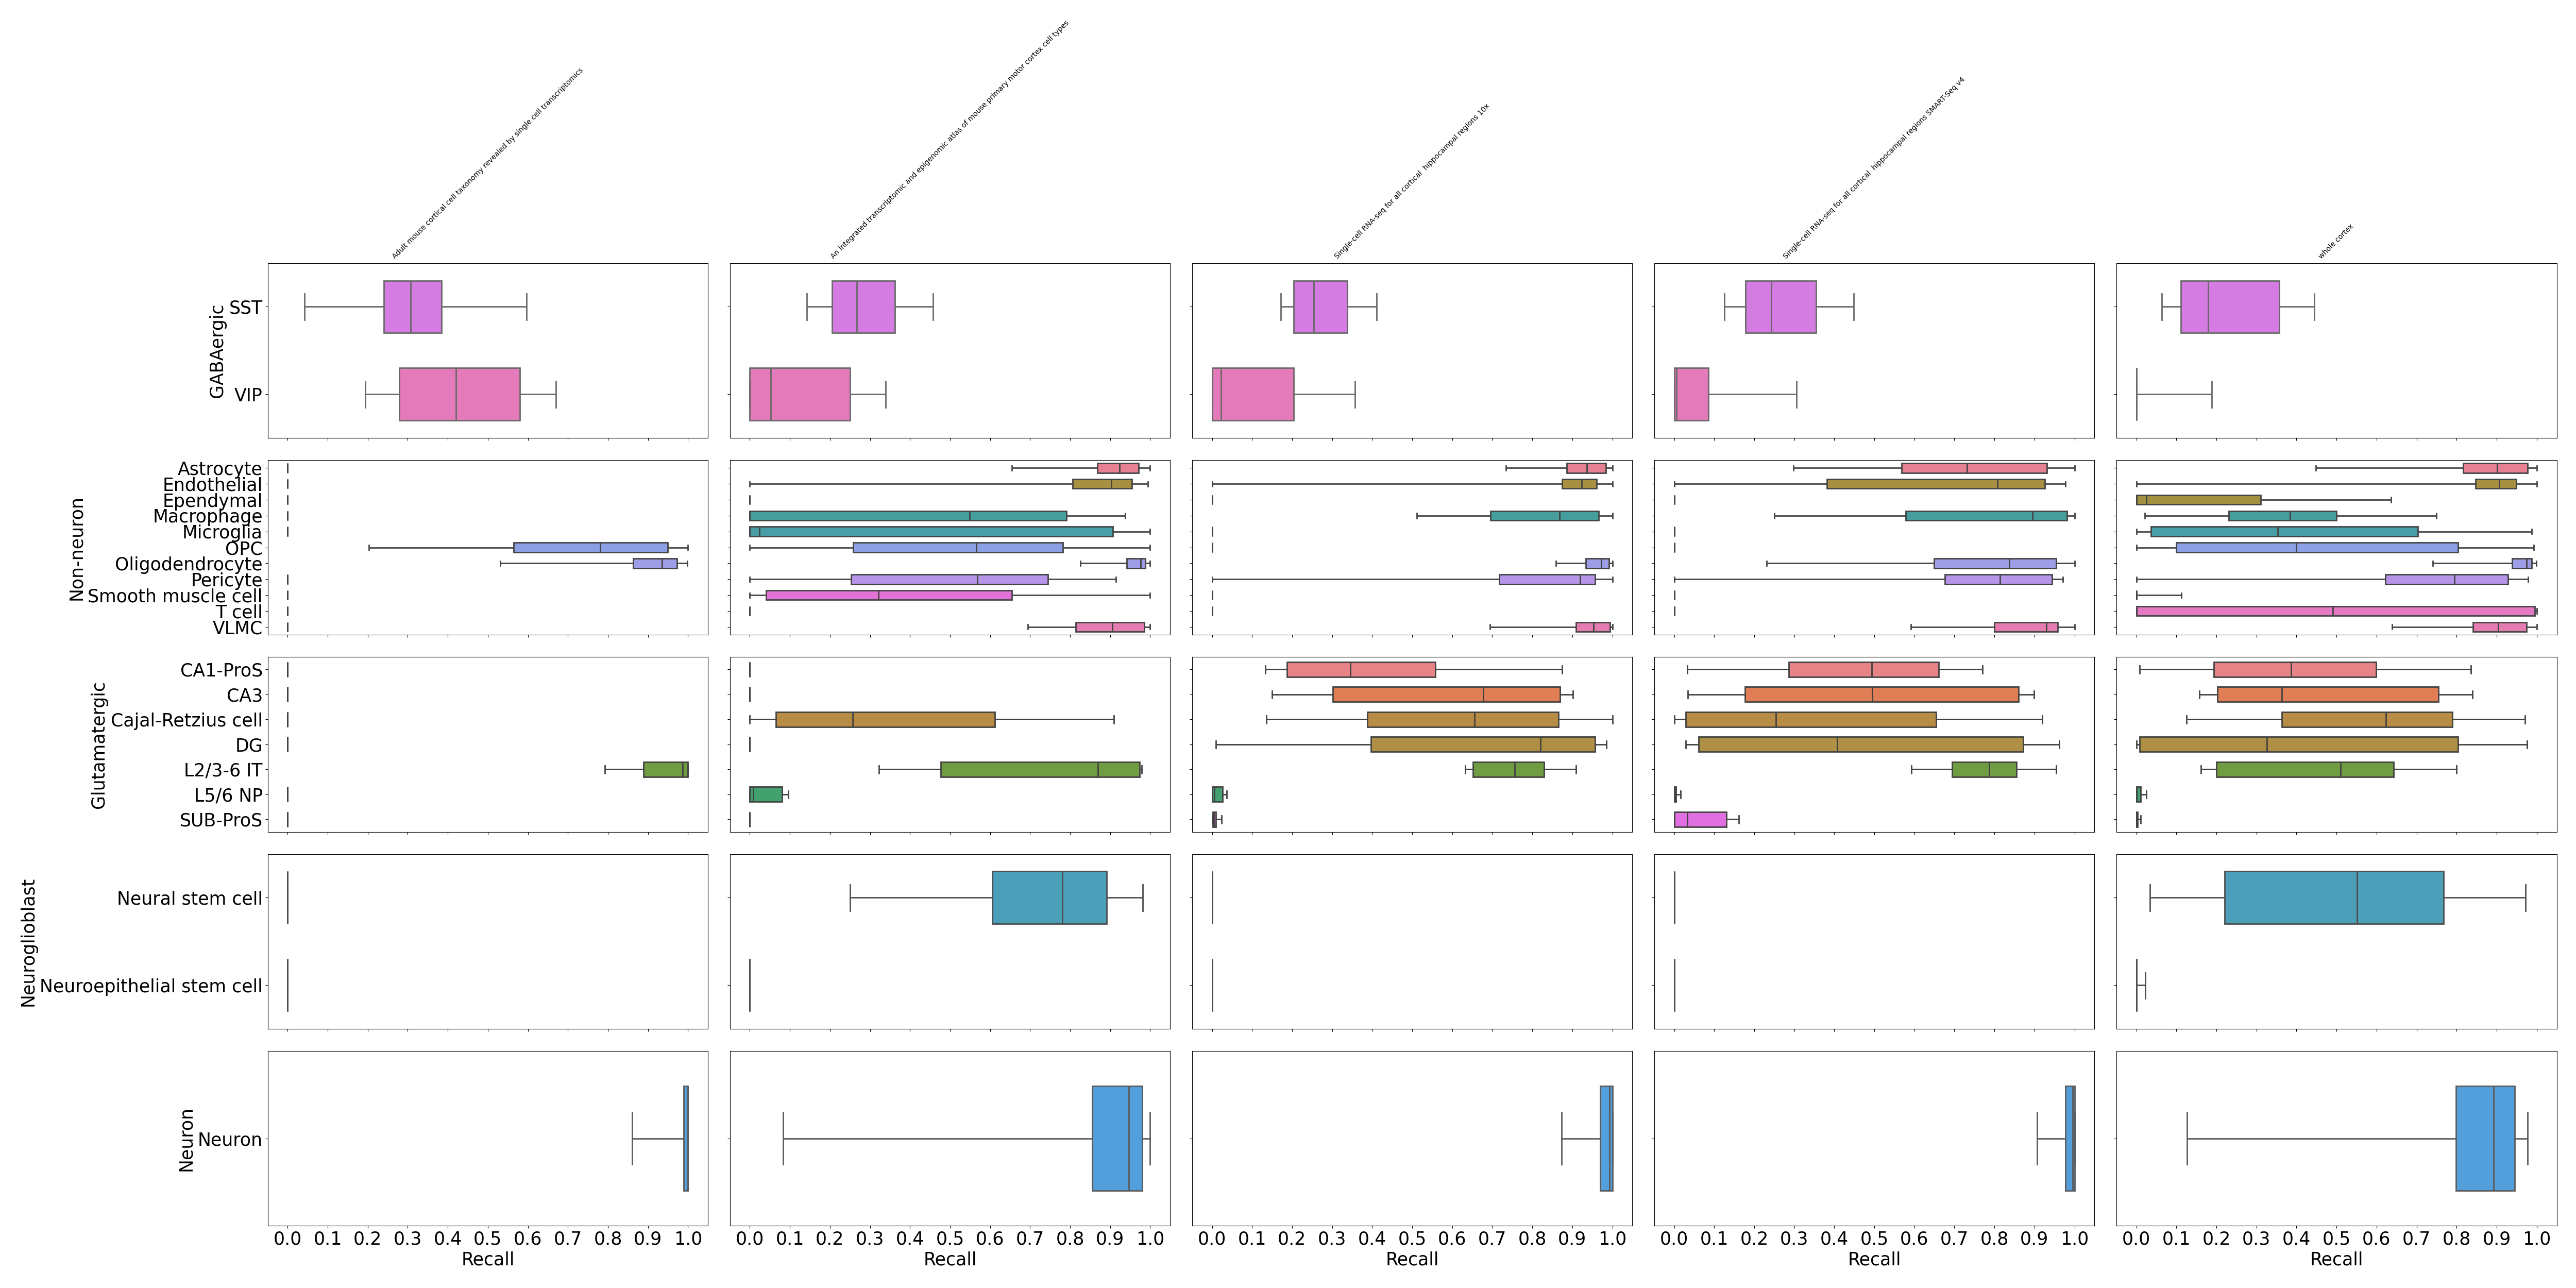 Adult mouse cortical cell taxonomy revealed by single cell transcriptomics
An integrated transcriptomic and epigenomic atlas of mouse primary motor cortex cell types
Single-cell RNA-seq for all cortical  hippocampal regions 10x
Single-cell RNA-seq for all cortical  hippocampal regions SMART-Seq v4
whole cortex
GABAergic
SST
VIP
Non-neuron
Astrocyte
Endothelial
Ependymal
Macrophage
Microglia
OPC
Oligodendrocyte
Pericyte
Smooth muscle cell
T cell
VLMC
Glutamatergic
CA1-ProS
CA3
Cajal-Retzius cell
DG
L2/3-6 IT
L5/6 NP
SUB-ProS
Neuroglioblast
Neural stem cell
Neuroepithelial stem cell
Neuron
Neuron
0.0 0.1 0.2 0.3 0.4 0.5 0.6 0.7 0.8 0.9 1.0
Recall
0.0 0.1 0.2 0.3 0.4 0.5 0.6 0.7 0.8 0.9 1.0
Recall
0.0 0.1 0.2 0.3 0.4 0.5 0.6 0.7 0.8 0.9 1.0
Recall
0.0 0.1 0.2 0.3 0.4 0.5 0.6 0.7 0.8 0.9 1.0
Recall
0.0 0.1 0.2 0.3 0.4 0.5 0.6 0.7 0.8 0.9 1.0
Recall